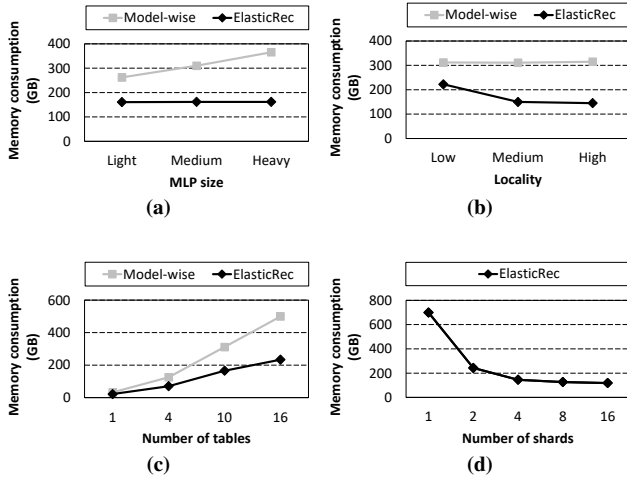 Model-wise ElasticRec
Memory consumption
(GB)
400
300
200
100
0
Light Medium Heavy
MLP size
(a)
Model-wise ElasticRec
Memory consumption
(GB)
400
300
200
100
0
Low Medium High
Locality
(b)
Model-wise ElasticRec
Memory consumption
(GB)
600
400
200
0
1 4 10 16
Number of tables
(c)
ElasticRec
Memory consumption
(GB)
800
600
400
200
0
1 2 4 8 16
Number of shards
(d)